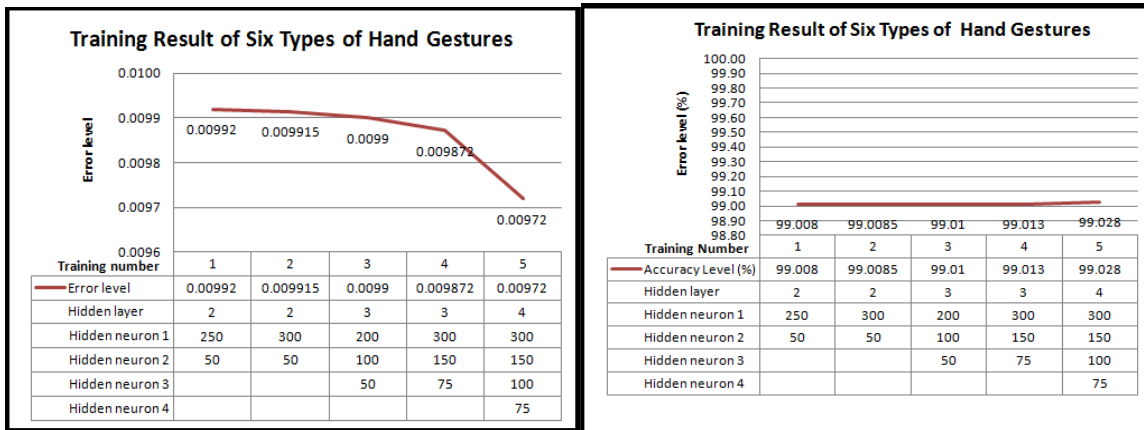 Training Result of Six Types of Hand Gestures
0.0100
0.0099
0.0098
0.0097
0.0096
Error level
0.00992
0.009915
0.0099
0.009872
0.00972
Training number 1 2 3 4 5
Error level 0.00992 0.009915 0.0099 0.009872 0.00972
Hidden layer 2 2 3 3 4
Hidden neuron 1 250 300 200 300 300
Hidden neuron 2 50 50 100 150 150
Hidden neuron 3 50 75 100
Hidden neuron 4 75
Training Result of Six Types of Hand Gestures
100.00
99.90
99.80
99.70
99.60
99.50
99.40
99.30
99.20
99.10
99.00
98.90
98.80
Error level (%)
99.008 99.0085 99.01 99.013 99.028
Training Number 1 2 3 4 5
Accuracy Level (%) 99.008 99.0085 99.01 99.013 99.028
Hidden layer 2 2 3 3 4
Hidden neuron 1 250 300 200 300 300
Hidden neuron 2 50 50 100 150 150
Hidden neuron 3 50 75 100
Hidden neuron 4 75